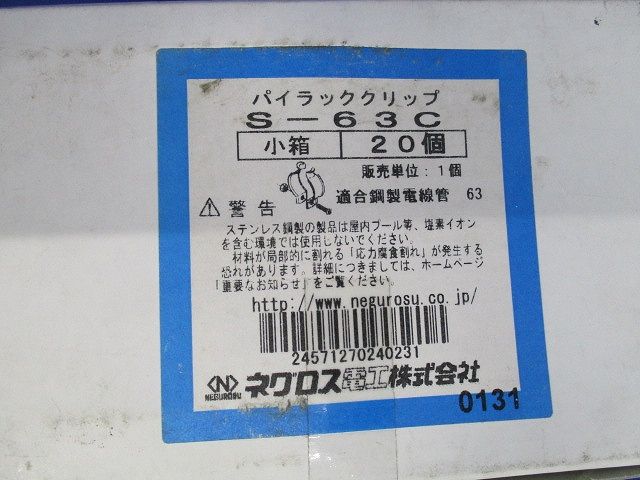 パイラッククリップ
S-63C
小箱 20個
販売単位:1個
適合鋼製電線管 63
警告
ステンレス鋼製の製品は屋内プール等、塩素イオン
を含む環境では使用しないでください。
材料が局部的に割れる「応力腐食割れ」が発生する
恐れがあります。詳細につきましては、ホームページ
「重要なお知らせ」をご覧ください。
http://www.negurosu.co.jp/
24571270240231
N
NEGUROSU
ネグロス電工株式会社
0131